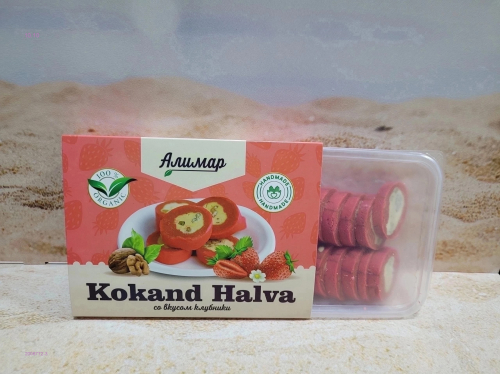 Алимар
100%
ORGANIC
HANDMADE
HANDMADE
Kokand Halva
со вкусом клубники